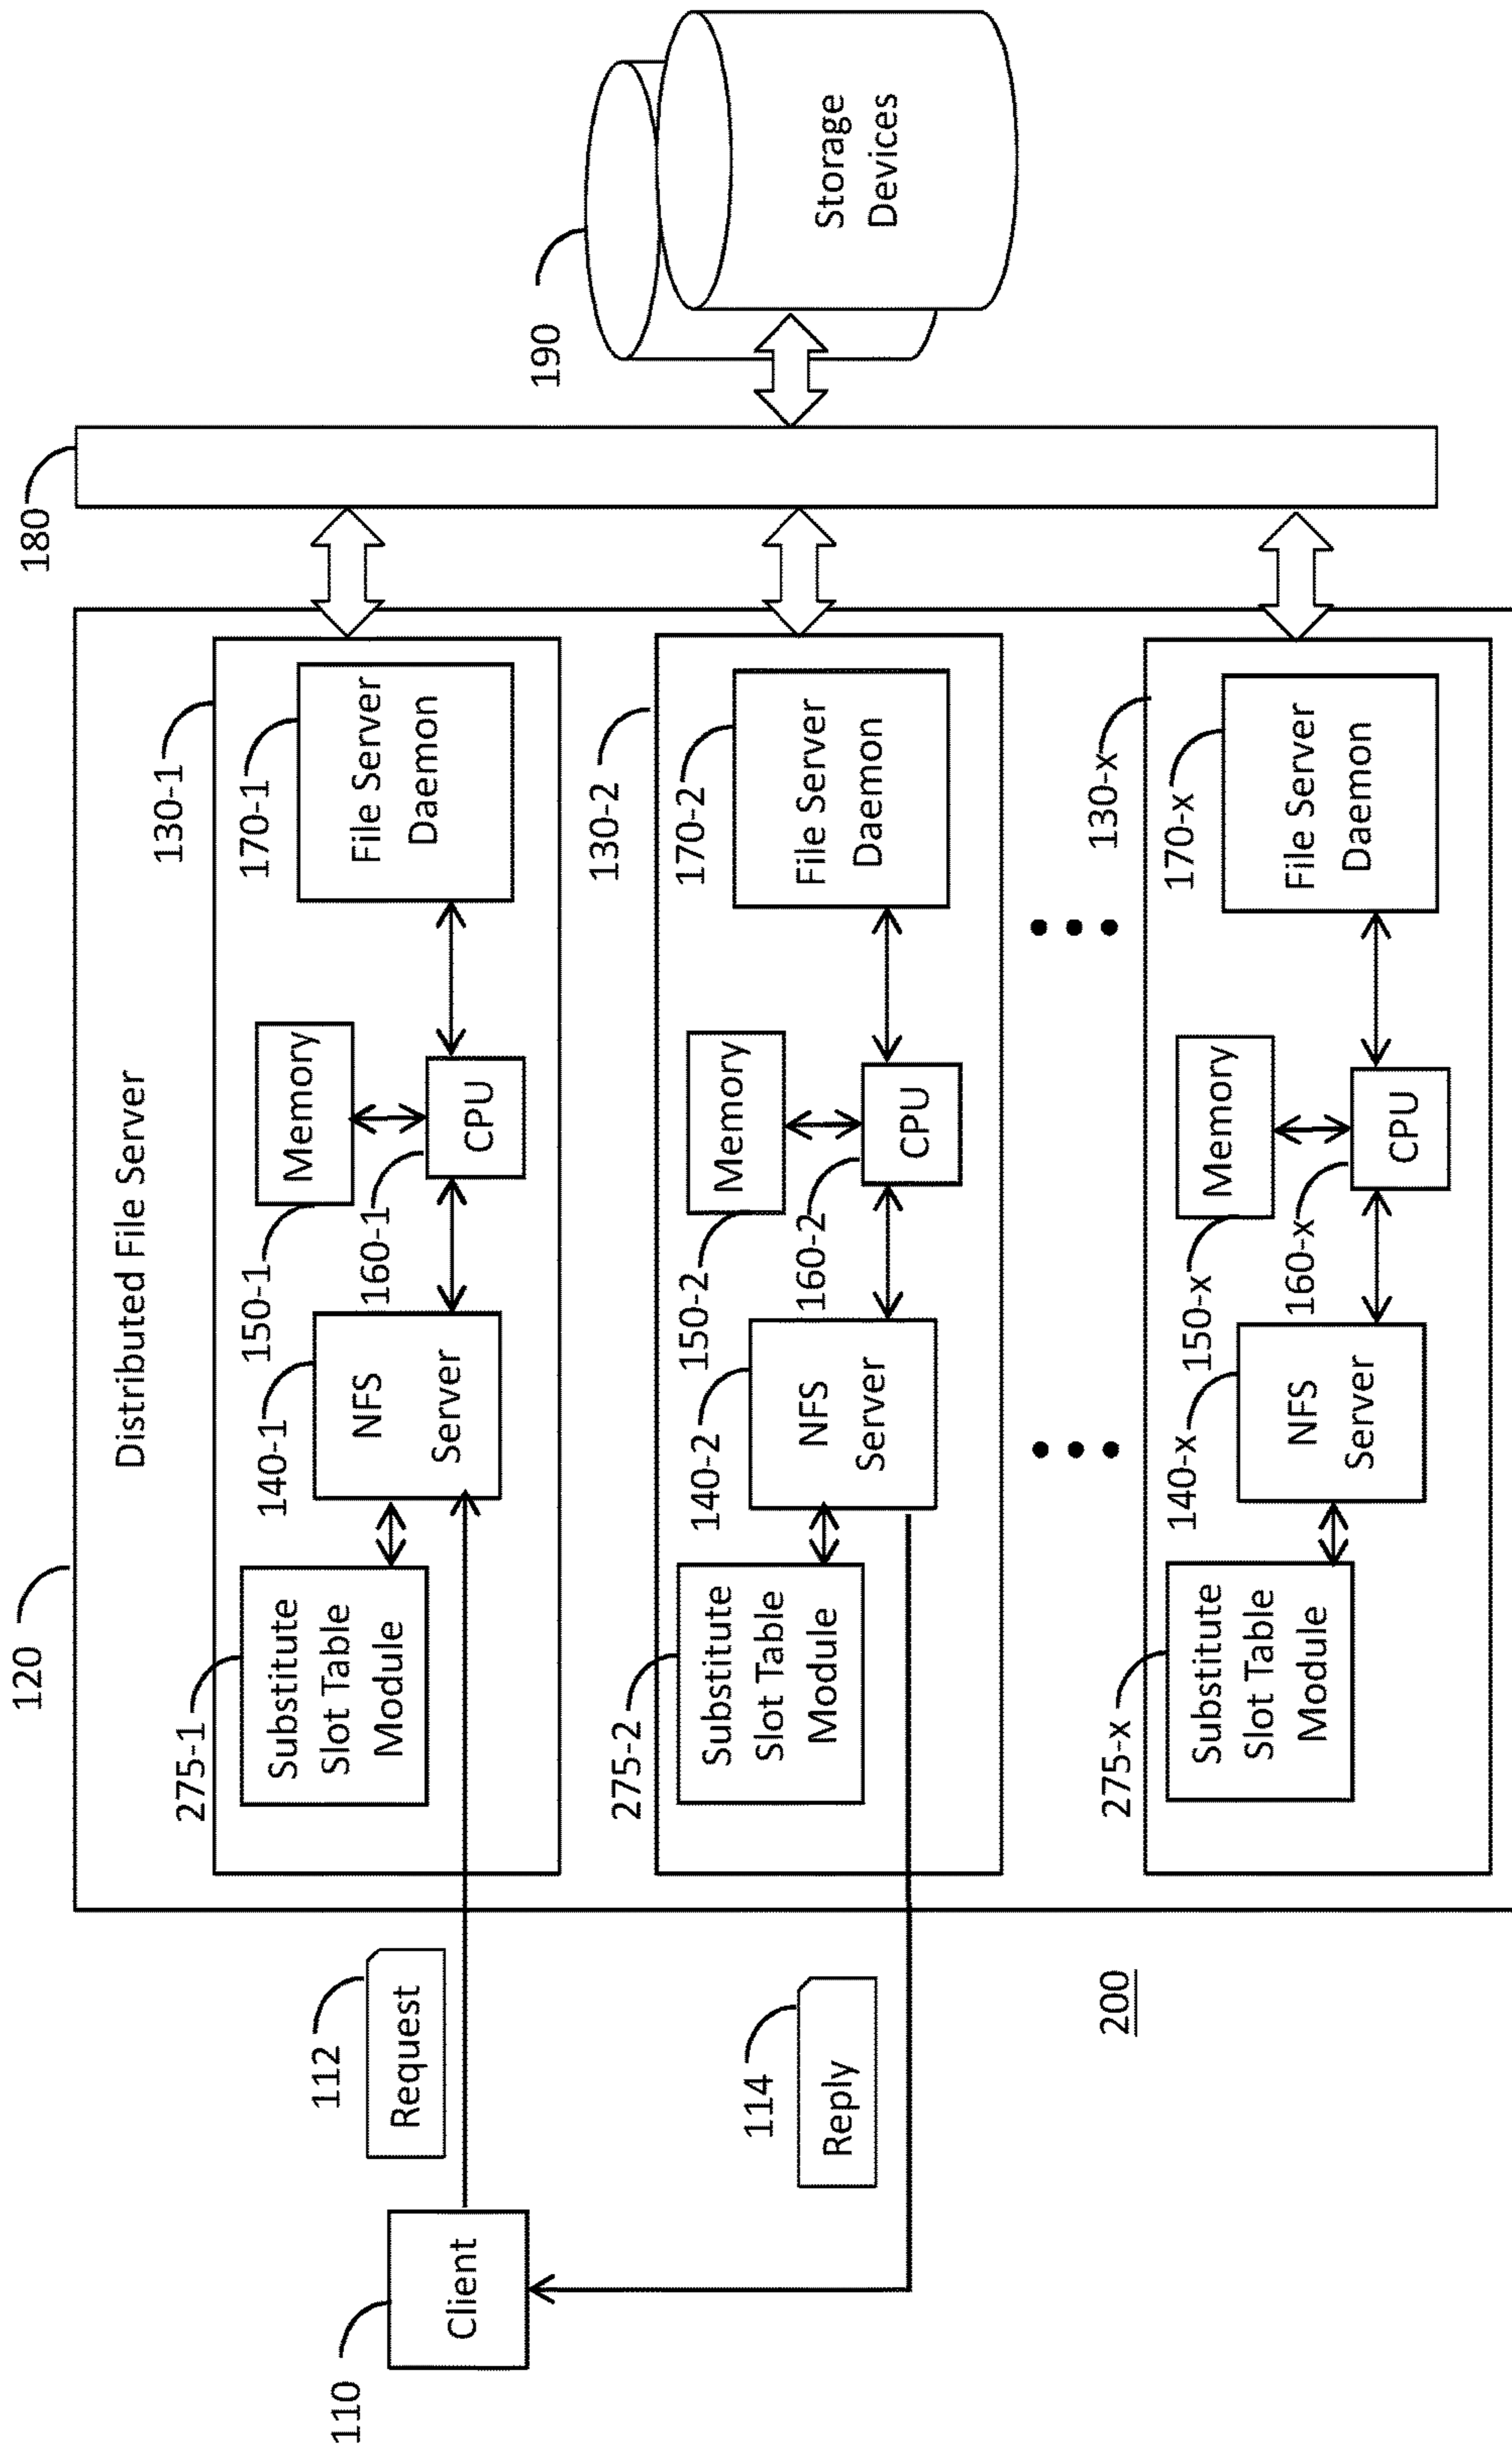 120
Distributed File Server
180
190
Storage
Devices
110
Client
112
Request
130-1
275-1
Substitute
Slot Table
Module
140-1
NFS
Server
150-1
Memory
160-1
CPU
170-1
File Server
Daemon
114
Reply
130-2
275-2
Substitute
Slot Table
Module
140-2
NFS
Server
150-2
Memory
160-2
CPU
170-2
File Server
Daemon
130-x
275-x
Substitute
Slot Table
Module
140-x
NFS
Server
150-x
Memory
160-x
CPU
170-x
File Server
Daemon
200